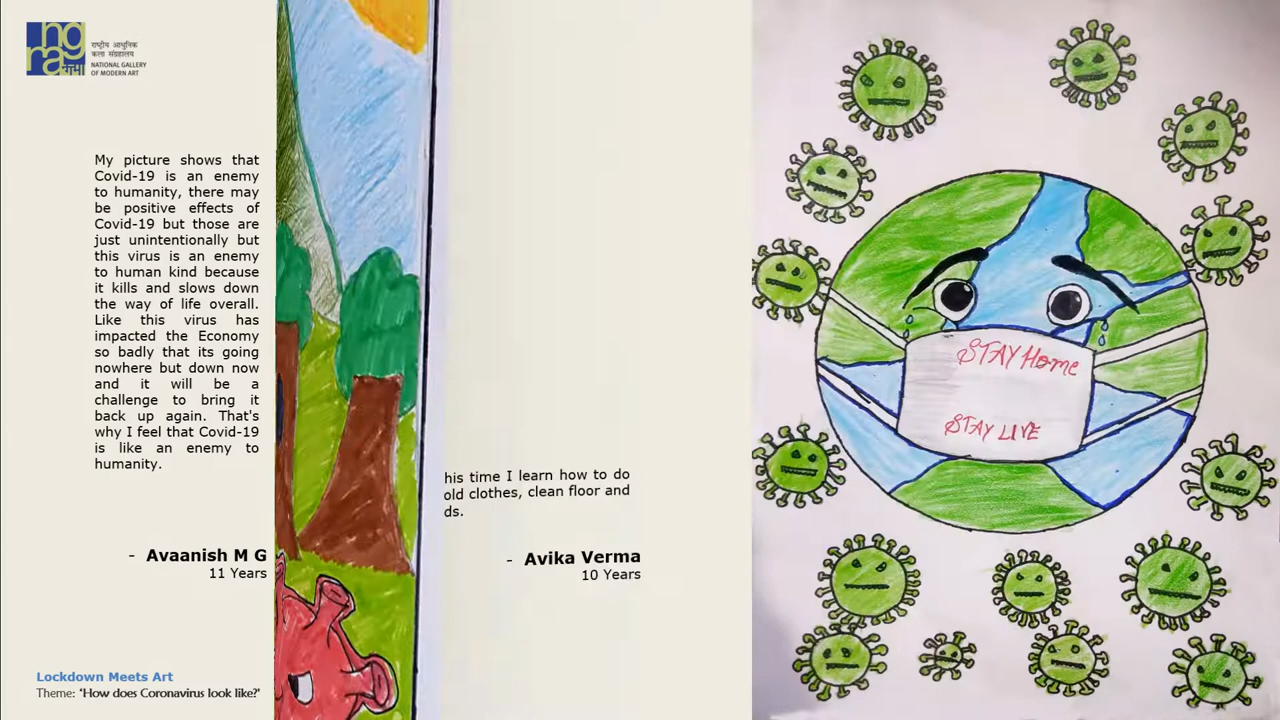 राष्ट्रीय आधुनिक
कला संग्रहालय
NATIONAL GALLERY
OF MODERN ART
My picture shows that
Covid-19 is an enemy
to humanity, there may
be positive effects of
Covid-19 but those are
just unintentionally but
this virus is an enemy
to human kind because
it kills and slows down
the way of life overall.
Like this virus has
impacted the Economy
so badly that its going
nowhere but down now
and it will be a
challenge to bring it
back up again. That's
why I feel that Covid-19
is like an enemy to
humanity.
- Avaanish M G
11 Years
Lockdown Meets Art
Theme: 'How does Coronavirus look like?'
his time I learn how to do
old clothes, clean floor and
ds.
- Avika Verma
10 Years
STAY Home
STAY LIVE